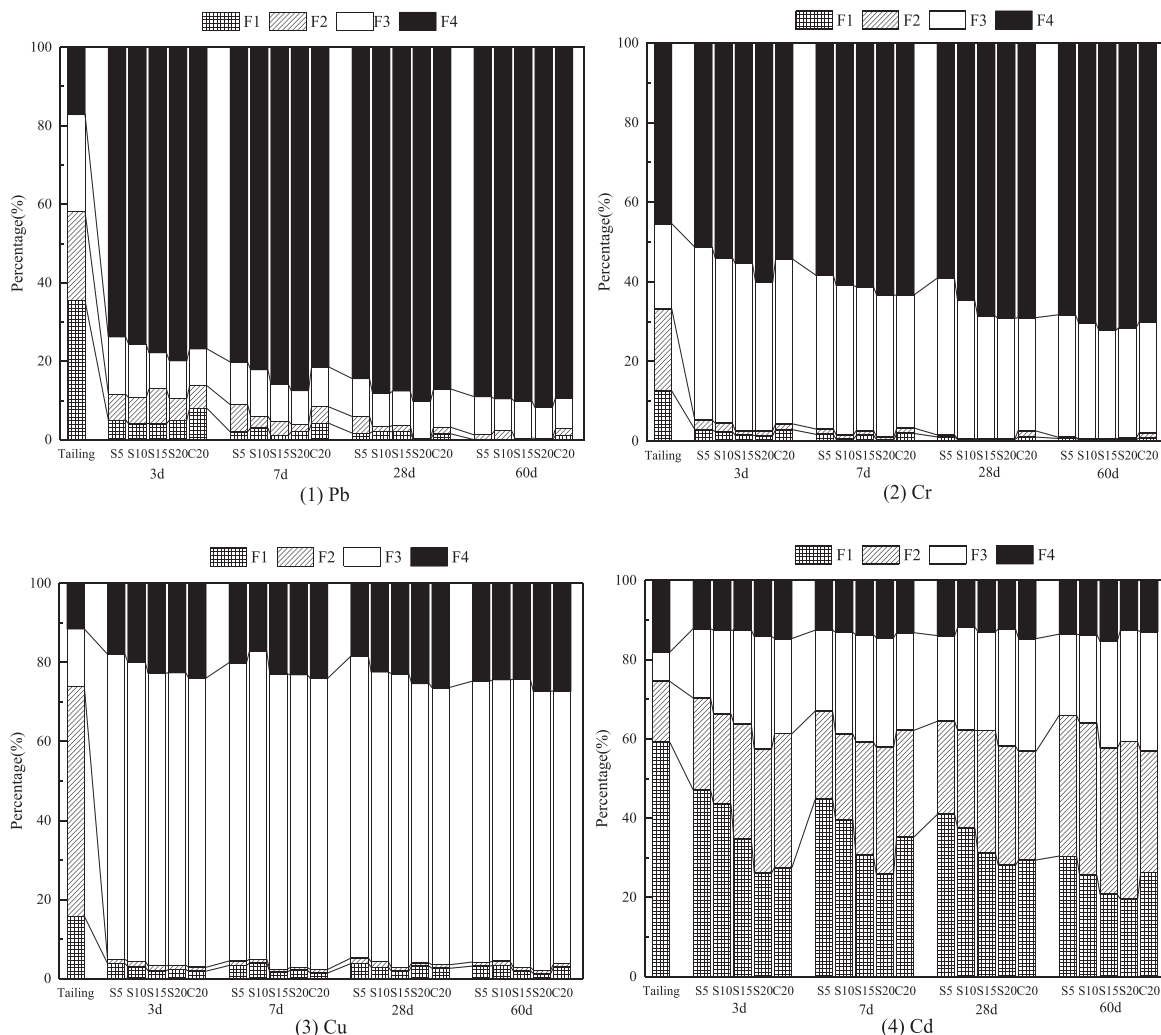 F1 F2 F3 F4
100
80
60
40
20
0
Percentage(%)
Tailing S5 S10S15S20C20 S5 S10S15S20C20 S5 S10S15S20C20 S5 S10S15S20C20
3d 7d 28d 60d
(1) Pb
F1 F2 F3 F4
100
80
60
40
20
0
Percentage(%)
Tailing S5 S10S15S20C20 S5 S10S15S20C20 S5 S10S15S20C20 S5 S10S15S20C20
3d 7d 28d 60d
(2) Cr
F1 F2 F3 F4
100
80
60
40
20
0
Percentage(%)
Tailing S5 S10S15S20C20 S5 S10S15S20C20 S5 S10S15S20C20 S5 S10S15S20C20
3d 7d 28d 60d
(3) Cu
F1 F2 F3 F4
100
80
60
40
20
0
Percentage(%)
Tailing S5 S10S15S20C20 S5 S10S15S20C20 S5 S10S15S20C20 S5 S10S15S20C20
3d 7d 28d 60d
(4) Cd